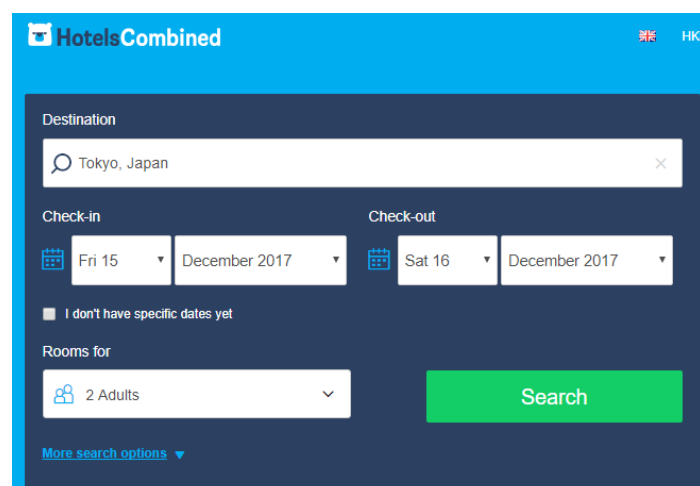 HotelsCombined
HK
Destination
Tokyo, Japan
Check-in Check-out
Fri 15 December 2017 Sat 16 December 2017
I don't have specific dates yet
Rooms for
2 Adults Search
More search options